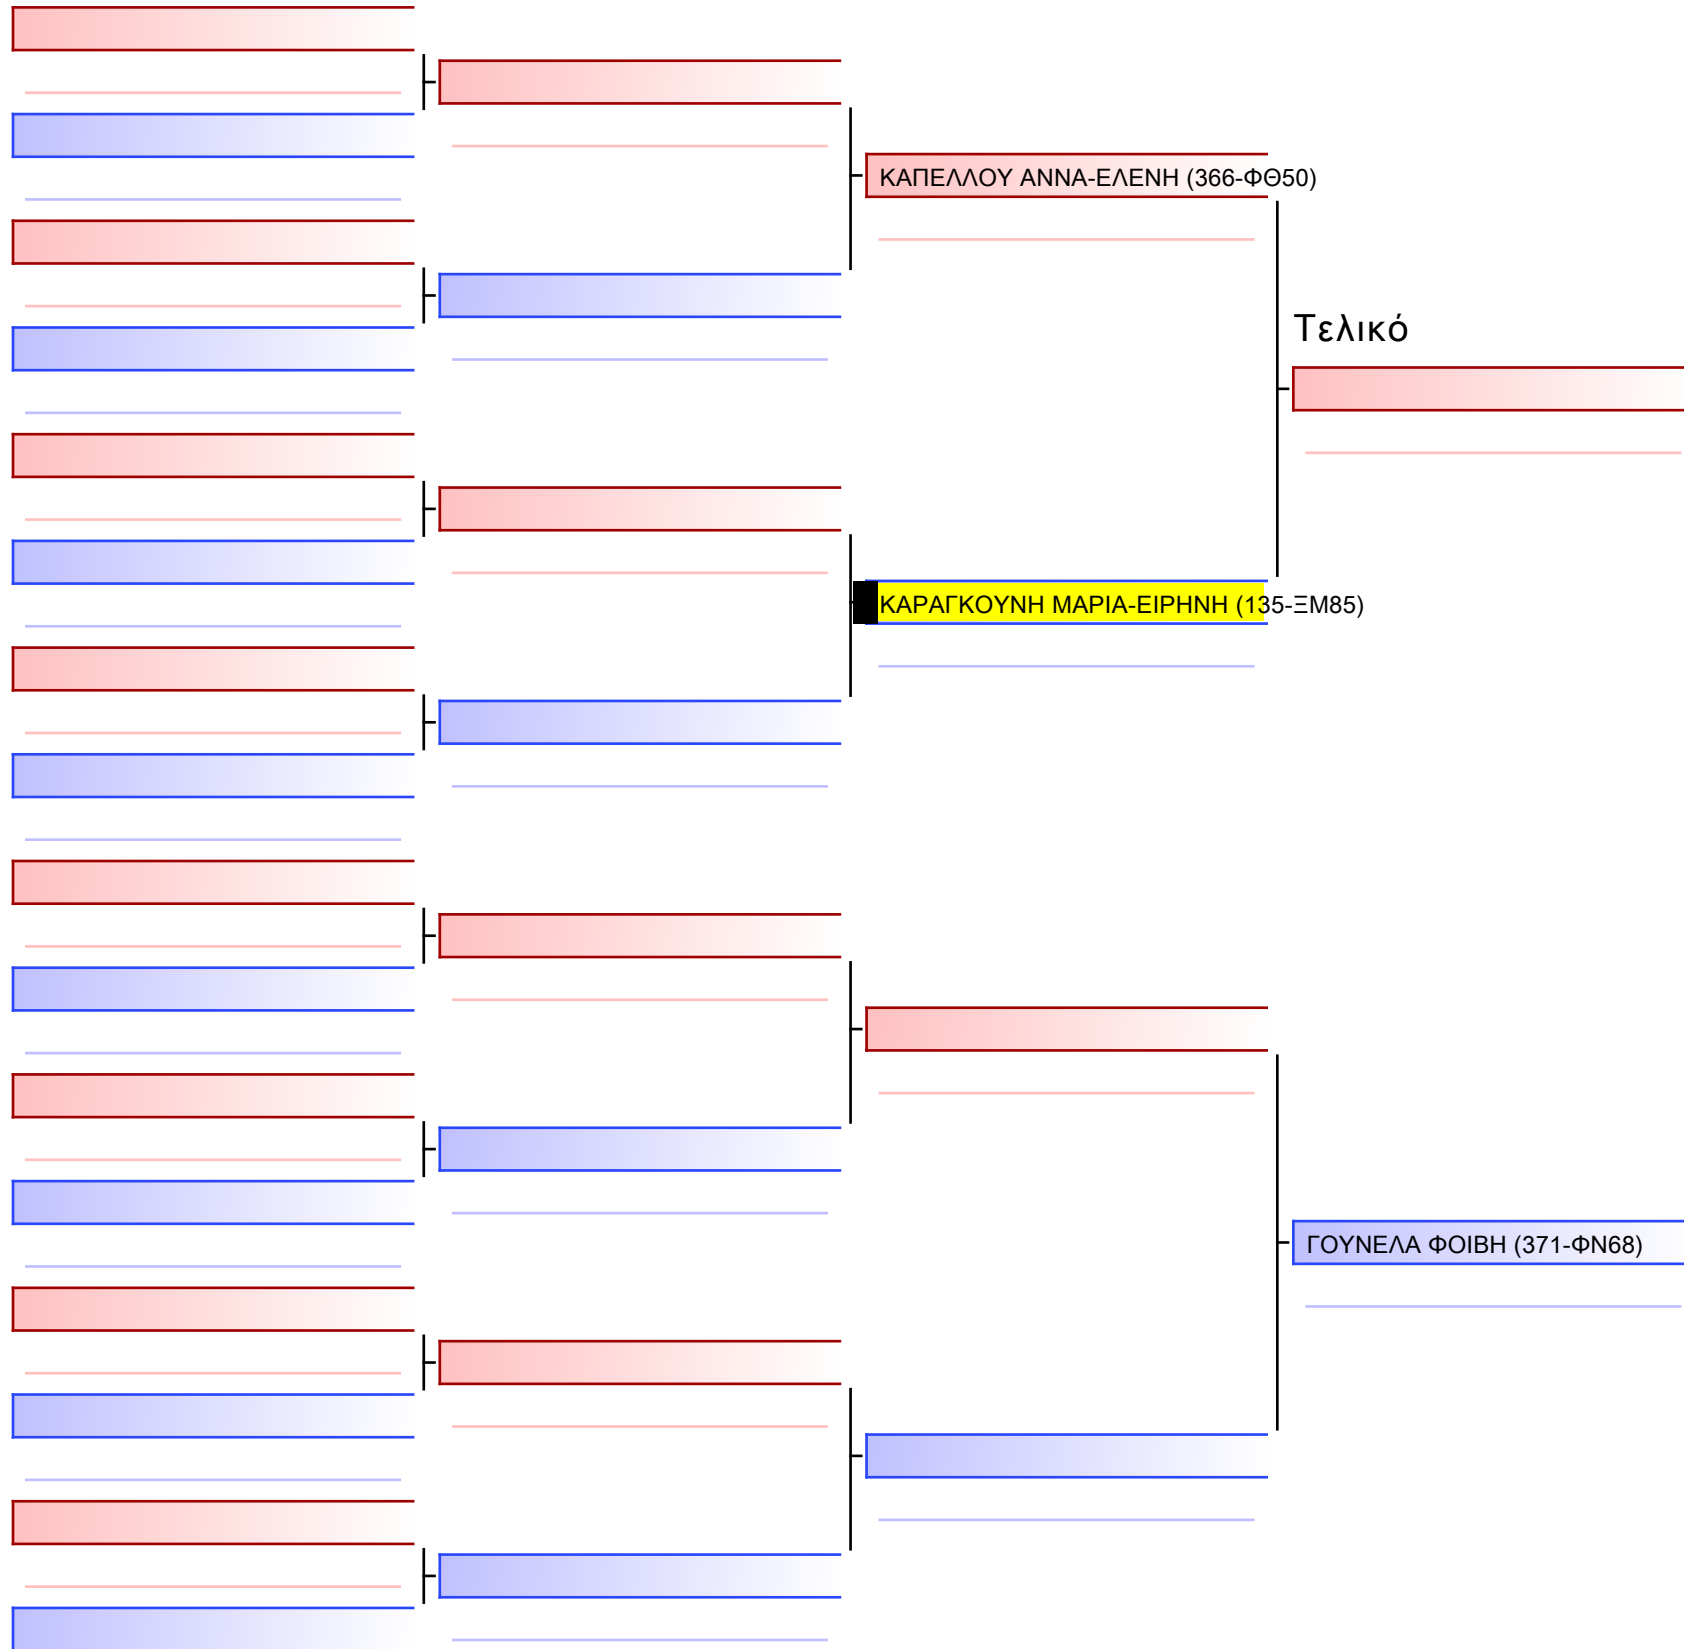 ΚΑΠΕΛΛΟΥ ΑΝΝΑ-ΕΛΕΝΗ (366-ΦΘ50)
Τελικό
ΚΑΡΑΓΚΟΥΝΗ ΜΑΡΙΑ-ΕΙΡΗΝΗ (135-ΞΜ85)
ΓΟΥΝΕΛΑ ΦΟΙΒΗ (371-ΦΝ68)